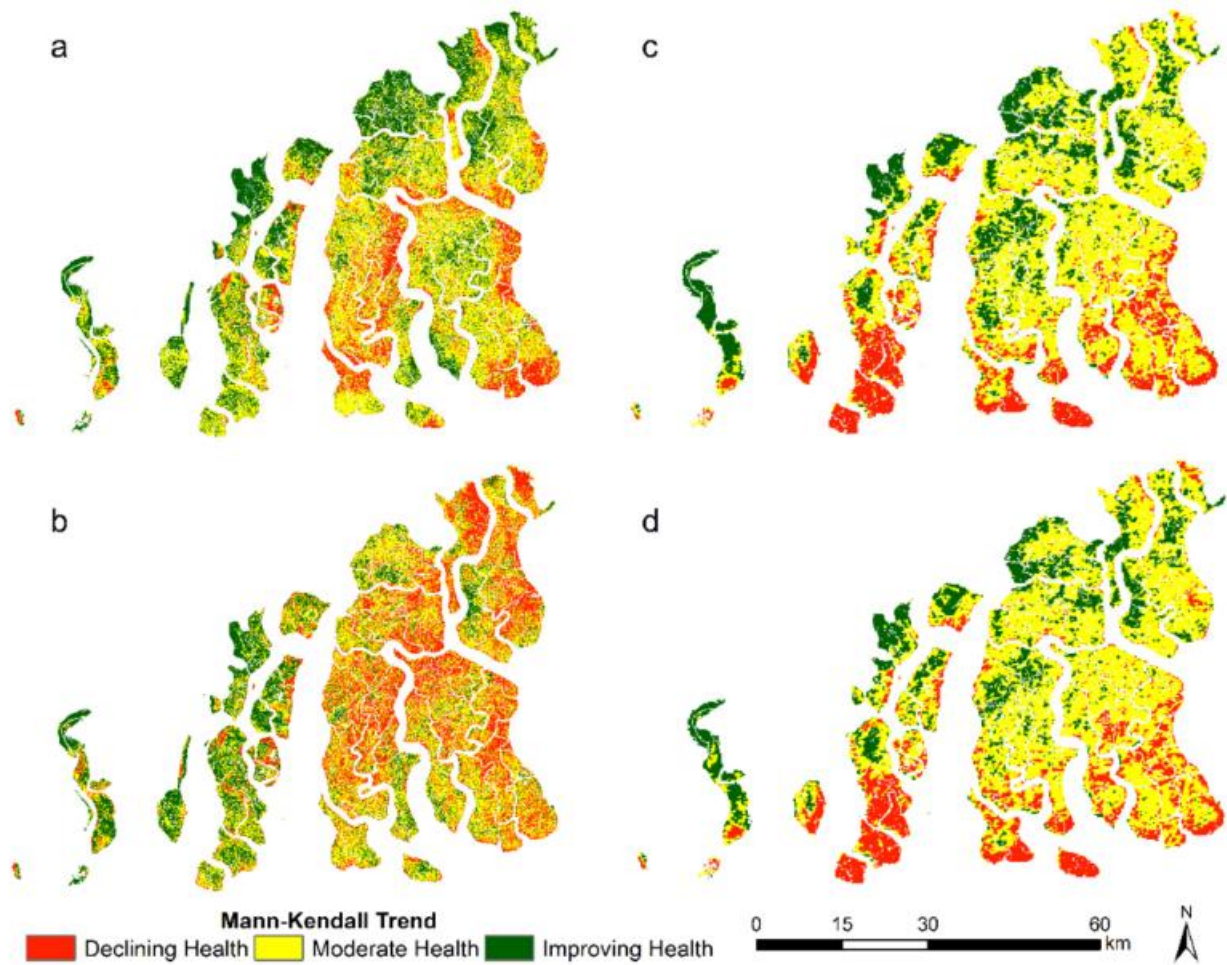 a
c
b
d
Mann-Kendall Trend
Declining Health Moderate Health Improving Health
0 15 30 60
km
N